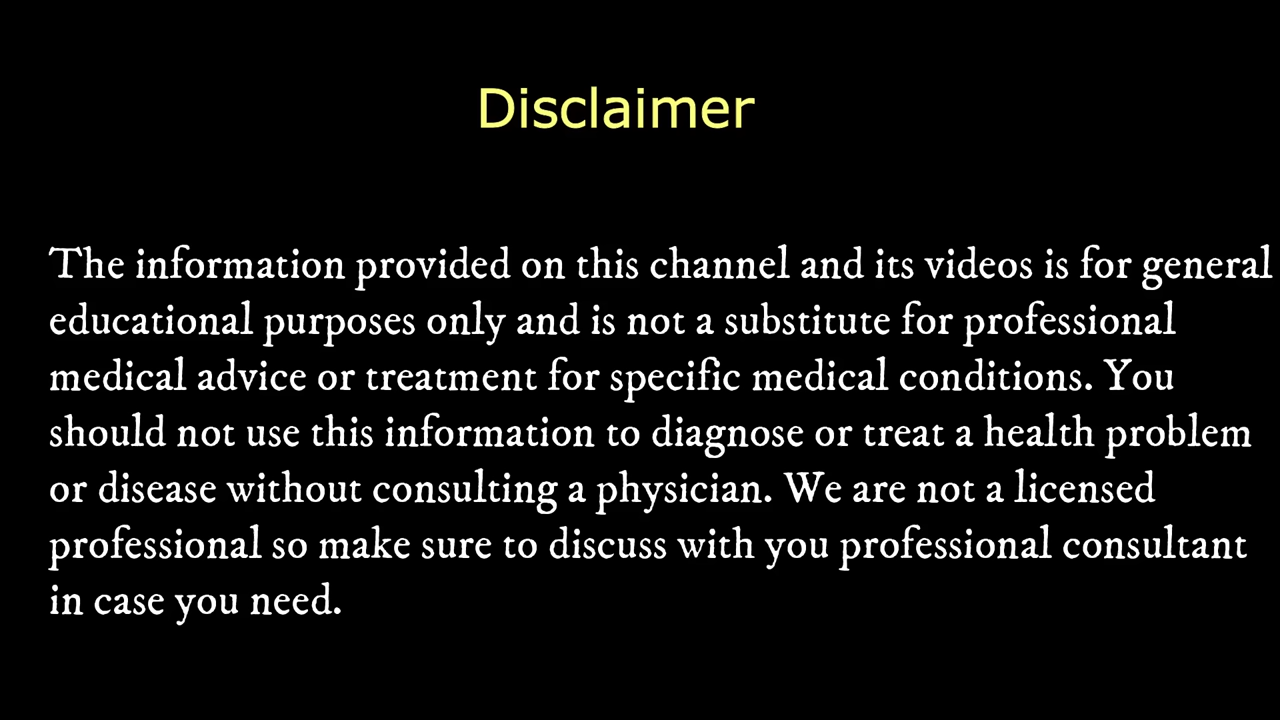 Disclaimer
The information provided on this channel and its videos is for general
educational purposes only and is not a substitute for professional
medical advice or treatment for specific medical conditions. You
should not use this information to diagnose or treat a health problem
or disease without consulting a physician. We are not a licensed
professional so make sure to discuss with you professional consultant
in case you need.